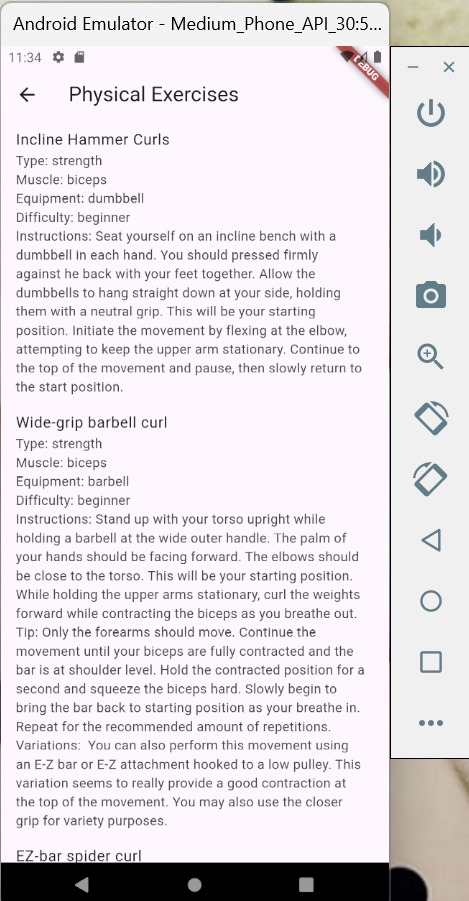 Android Emulator - Medium_Phone_API_30:5...
11:34
DEBUG
Physical Exercises
Incline Hammer Curls
Type: strength
Muscle: biceps
Equipment: dumbbell
Difficulty: beginner
Instructions: Seat yourself on an incline bench with a
dumbbell in each hand. You should pressed firmly
against he back with your feet together. Allow the
dumbbells to hang straight down at your side, holding
them with a neutral grip. This will be your starting
position. Initiate the movement by flexing at the elbow,
attempting to keep the upper arm stationary. Continue to
the top of the movement and pause, then slowly return to
the start position.
Wide-grip barbell curl
Type: strength
Muscle: biceps
Equipment: barbell
Difficulty: beginner
Instructions: Stand up with your torso upright while
holding a barbell at the wide outer handle. The palm of
your hands should be facing forward. The elbows should
be close to the torso. This will be your starting position.
While holding the upper arms stationary, curl the weights
forward while contracting the biceps as you breathe out.
Tip: Only the forearms should move. Continue the
movement until your biceps are fully contracted and the
bar is at shoulder level. Hold the contracted position for a
second and squeeze the biceps hard. Slowly begin to
bring the bar back to starting position as your breathe in.
Repeat for the recommended amount of repetitions.
Variations:  You can also perform this movement using
an E-Z bar or E-Z attachment hooked to a low pulley. This
variation seems to really provide a good contraction at
the top of the movement. You may also use the closer
grip for variety purposes.
EZ-bar spider curl